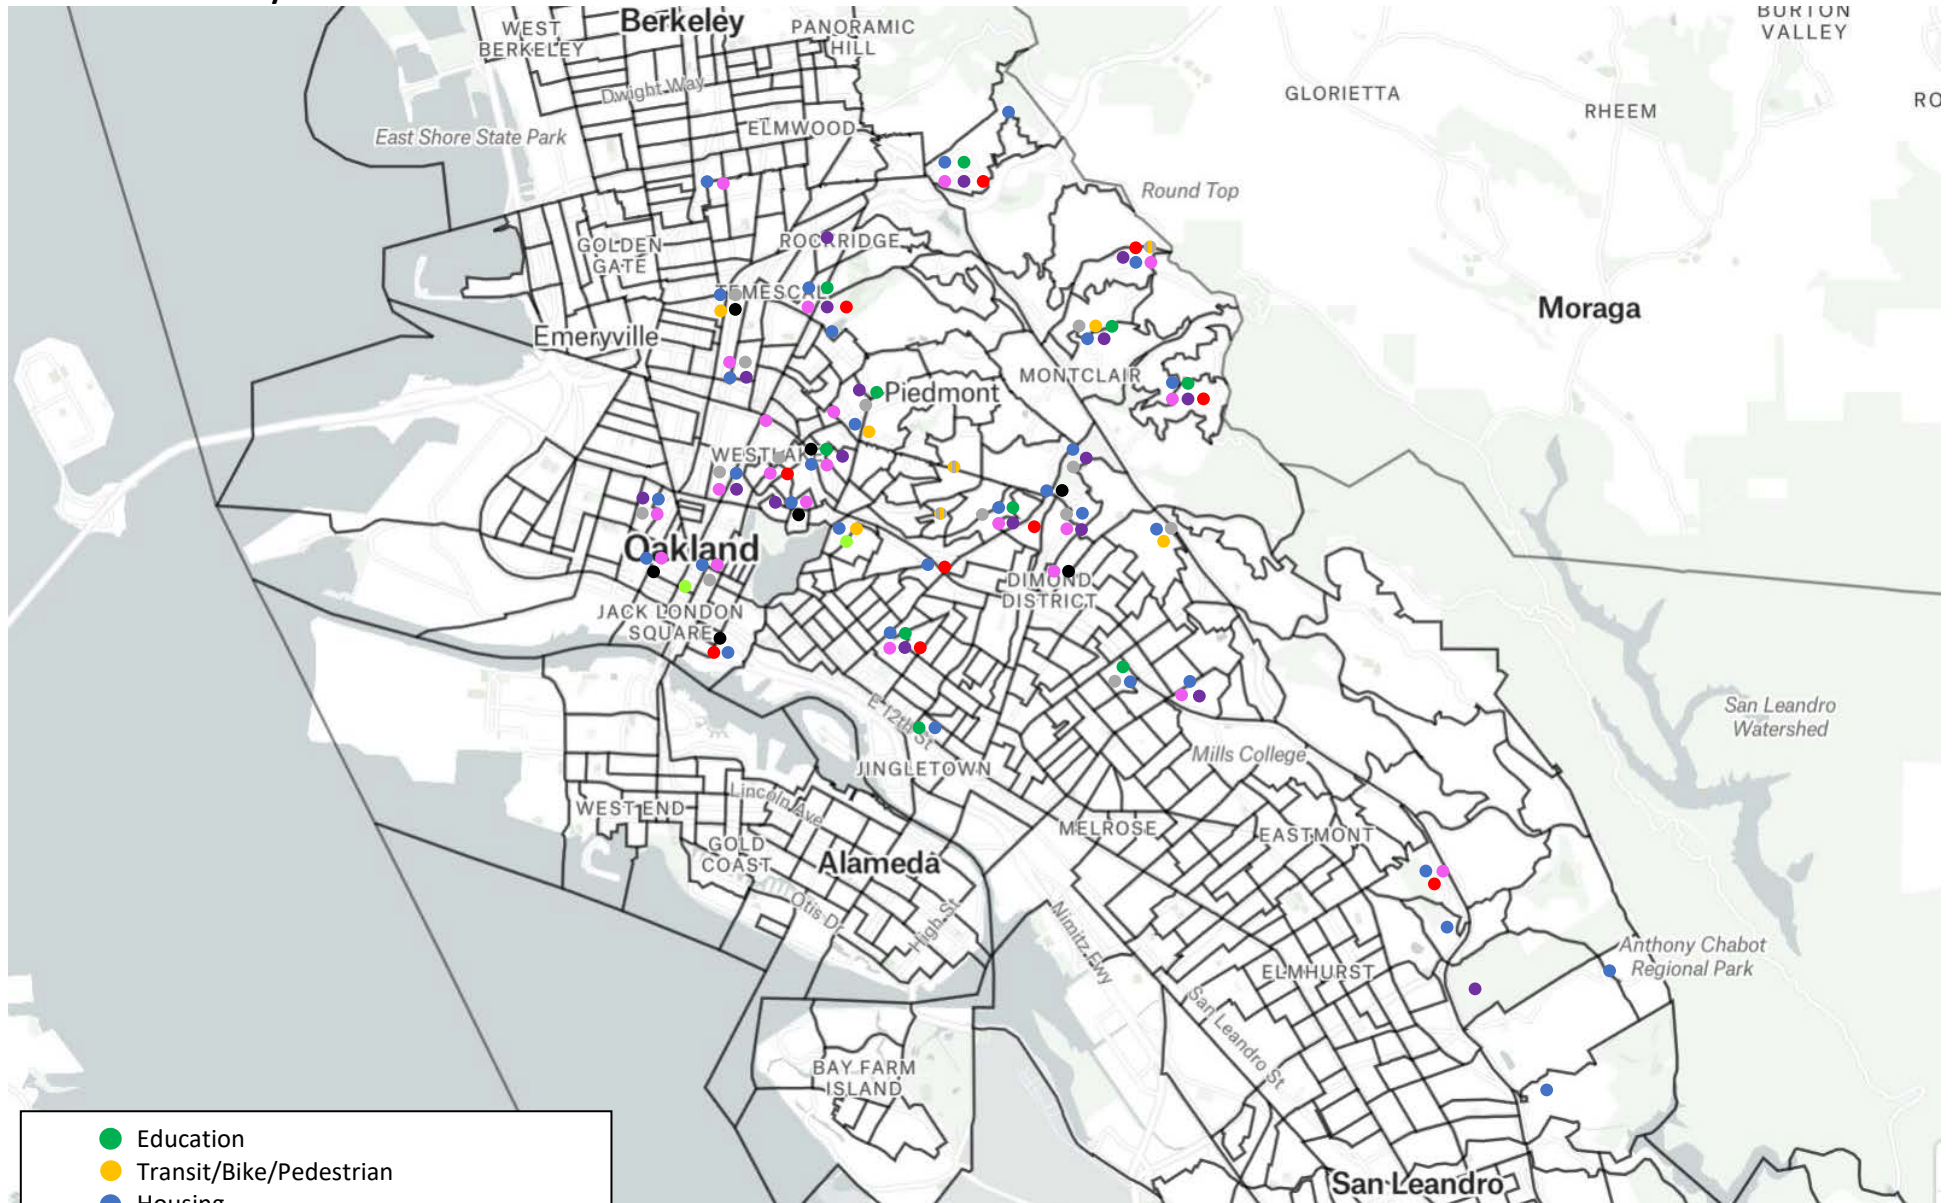 Berkeley
WEST
BERKELEY
PANORAMIC
HILL
BURTON
VALLEY
Dwight Way
GLORIETTA
RHEEM
RO
East Shore State Park
ELMWOOD
Round Top
GOLDEN
GATE
ROCKRIDGE
TEMESCAL
Emeryville
Moraga
Piedmont
MONTCLAIR
WESTLAKE
Oakland
DIMOND
DISTRICT
JACK LONDON
SQUARE
E 12th St
San Leandro
Watershed
Mills College
JINGLETOWN
Lincoln Ave
WEST END
MELROSE
EASTMONT
GOLD
COAST
Alameda
Otis Dr
High St
Nimitz Fwy
Anthony Chabot
Regional Park
ELMHURST
San Leandro St
BAY FARM
ISLAND
Education
Transit/Bike/Pedestrian
Housing
San Leandro